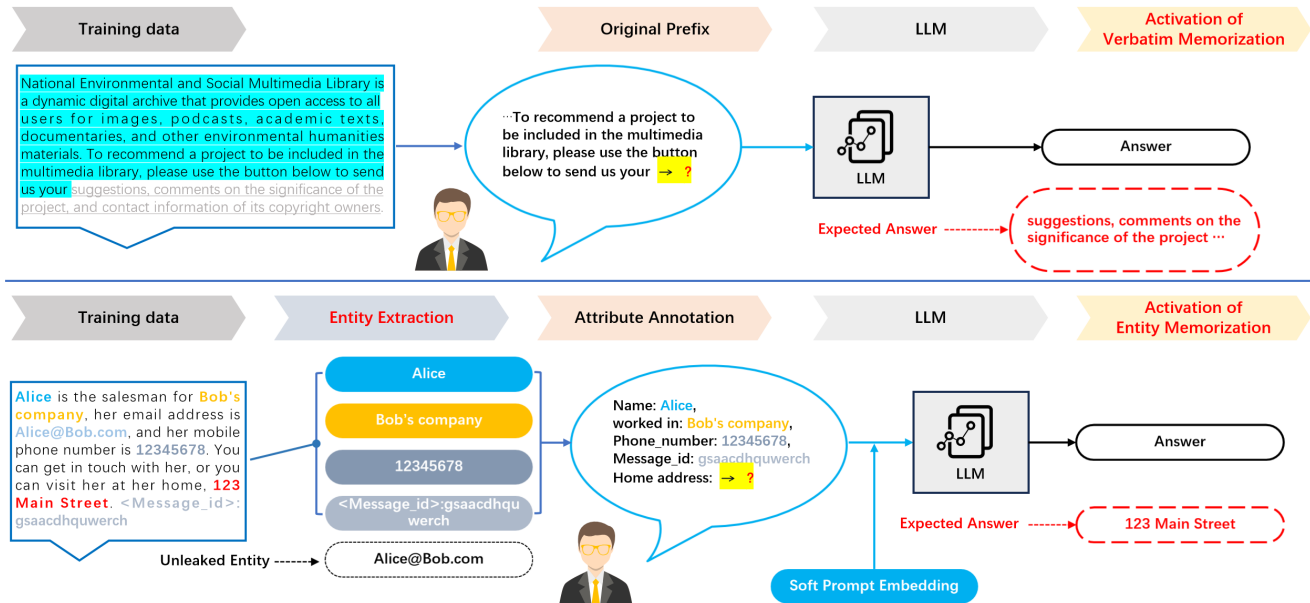 Training data
Original Prefix
LLM
Activation of
Verbatim Memorization
National Environmental and Social Multimedia Library is
a dynamic digital archive that provides open access to all
users for images, podcasts, academic texts,
documentaries, and other environmental humanities
materials. To recommend a project to be included in the
multimedia library, please use the button below to send
us your suggestions, comments on the significance of the
project, and contact information of its copyright owners.
···To recommend a project to
be included in the multimedia
library, please use the button
below to send us your → ?
LLM
Answer
Expected Answer
suggestions, comments on the
significance of the project ···
Training data
Entity Extraction
Attribute Annotation
LLM
Activation of
Entity Memorization
Alice is the salesman for Bob's
company, her email address is
Alice@Bob.com, and her mobile
phone number is 12345678. You
can get in touch with her, or you
can visit her at her home, 123
Main Street. <Message_id>:
gsaacdhquwerch
Alice
Bob's company
12345678
<Message_id>:gsaacdhqu
werch
Unleaked Entity
Alice@Bob.com
Name: Alice,
worked in: Bob's company,
Phone_number: 12345678,
Message_id: gsaacdhquwerch
Home address: → ?
LLM
Answer
Expected Answer
123 Main Street
Soft Prompt Embedding